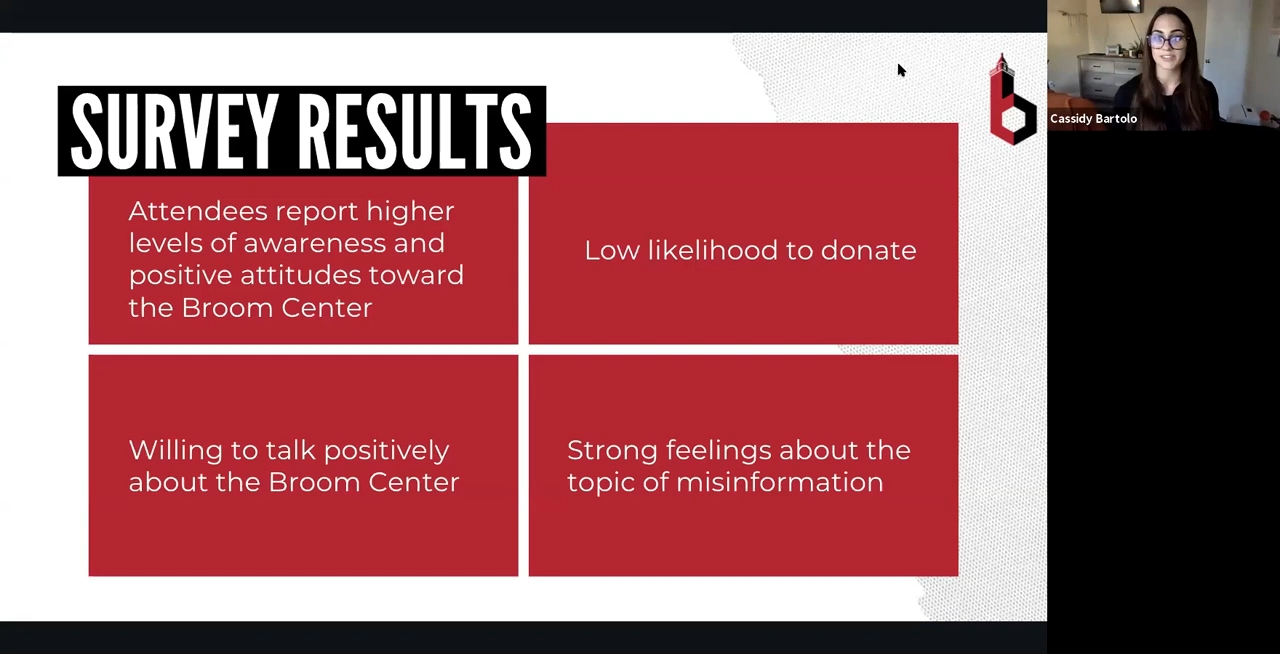 SURVEY RESULTS
Attendees report higher
levels of awareness and
positive attitudes toward
the Broom Center
Low likelihood to donate
Willing to talk positively
about the Broom Center
Strong feelings about the
topic of misinformation
Cassidy Bartolo